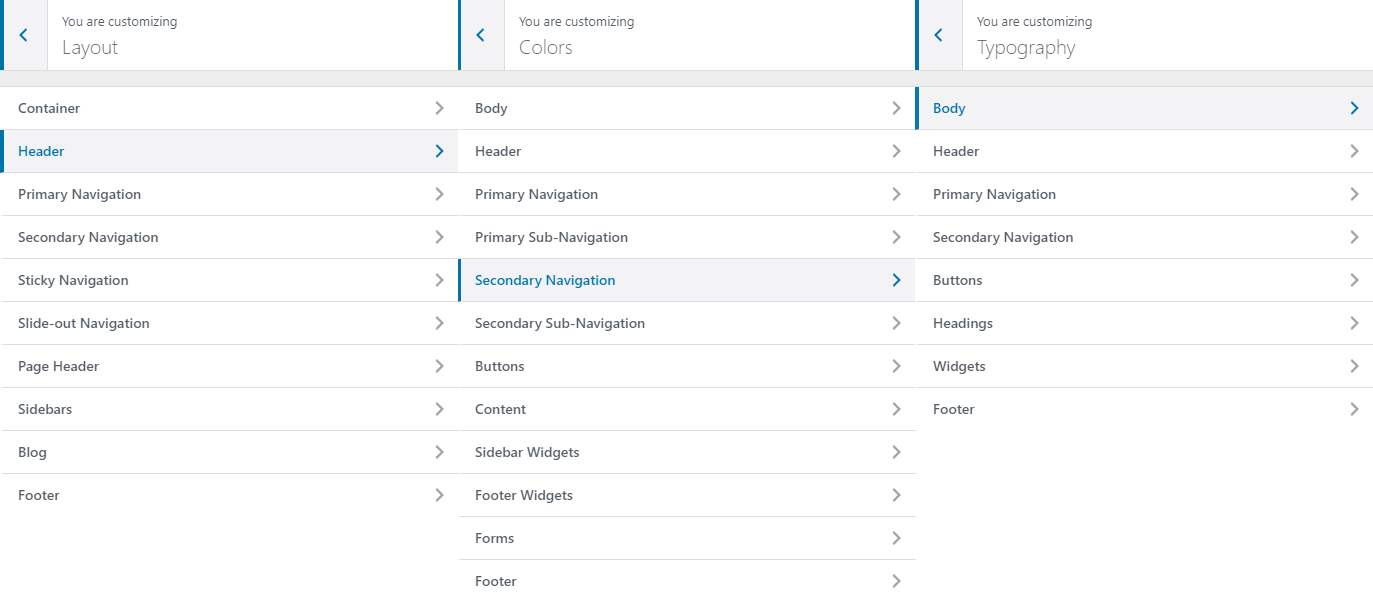 You are customizing
Layout
Container
Header
Primary Navigation
Secondary Navigation
Sticky Navigation
Slide-out Navigation
Page Header
Sidebars
Blog
Footer
You are customizing
Colors
Body
Header
Primary Navigation
Primary Sub-Navigation
Secondary Navigation
Secondary Sub-Navigation
Buttons
Content
Sidebar Widgets
Footer Widgets
Forms
Footer
You are customizing
Typography
Body
Header
Primary Navigation
Secondary Navigation
Buttons
Headings
Widgets
Footer